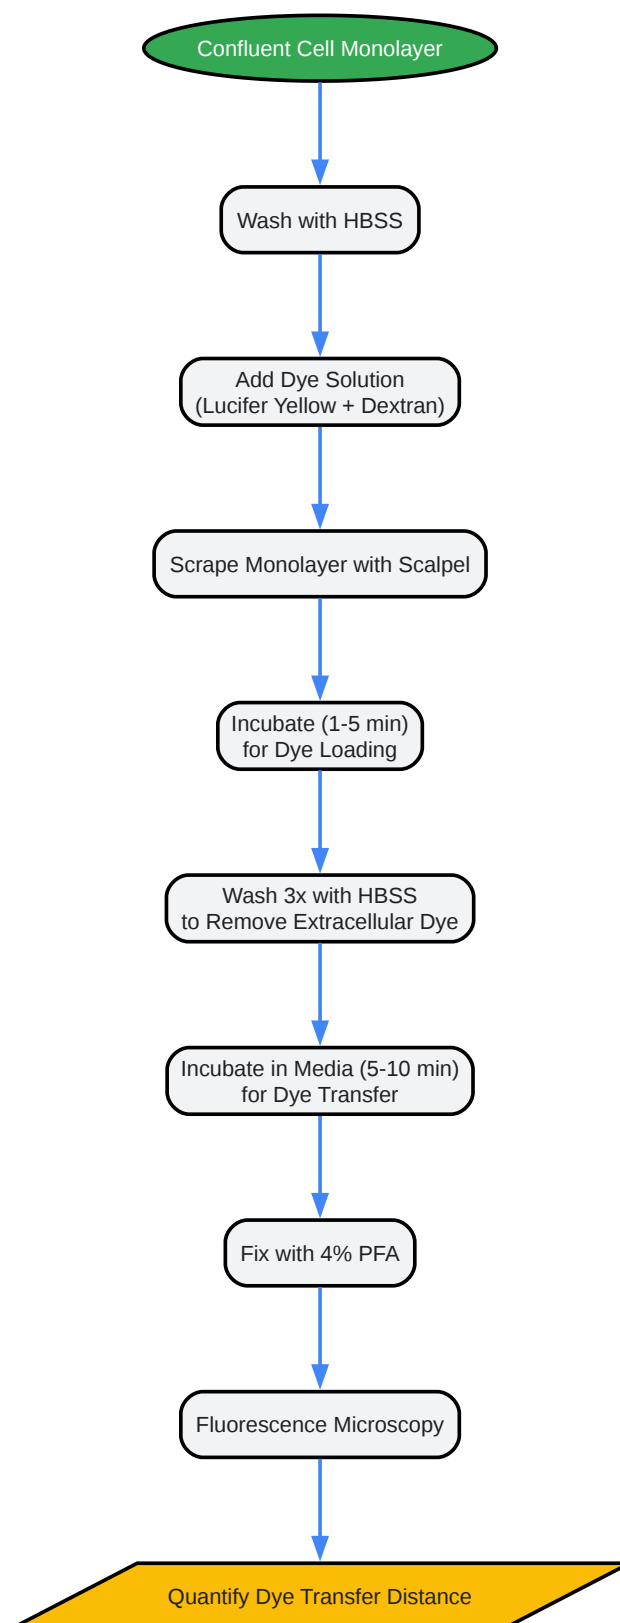 Confluent Cell Monolayer
Wash with HBSS
Add Dye Solution
(Lucifer Yellow + Dextran)
Scrape Monolayer with Scalpel
Incubate (1-5 min)
for Dye Loading
Wash 3x with HBSS
to Remove Extracellular Dye
Incubate in Media (5-10 min)
for Dye Transfer
Fix with 4% PFA
Fluorescence Microscopy
Quantify Dye Transfer Distance